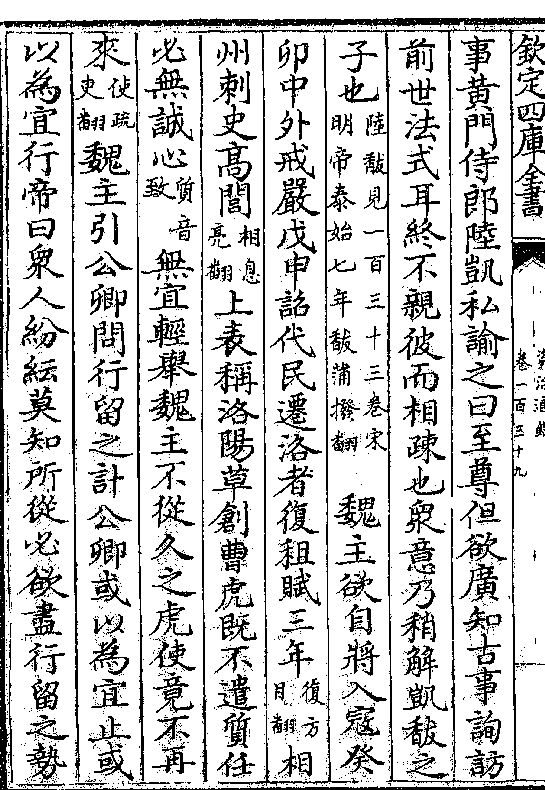 欽定四庫全書
資治通鑑
卷一百三十九
事黄門侍郎陸凱私諭之曰至尊但欲廣知古事詢訪
前世法式耳終不親彼而相疎也衆意乃稍解凱馛之
子也陸馛見一百三十三卷宋明帝泰始七年馛蒲撥翻 魏主欲自將入寇癸
卯中外戒嚴戊申詔代民遷洛者復租賦三年復方目翻相
州刺史高閭相息亮翻上表稱洛陽草創曹虎既不遣質任
必無誠心質音致無宜輕舉魏主不從久之虎使竟不再
來使疏吏翻魏主引公卿問行留之計公卿或以為宜止或
以為宜行帝曰衆人紛紜莫知所從必欲盡行留之勢